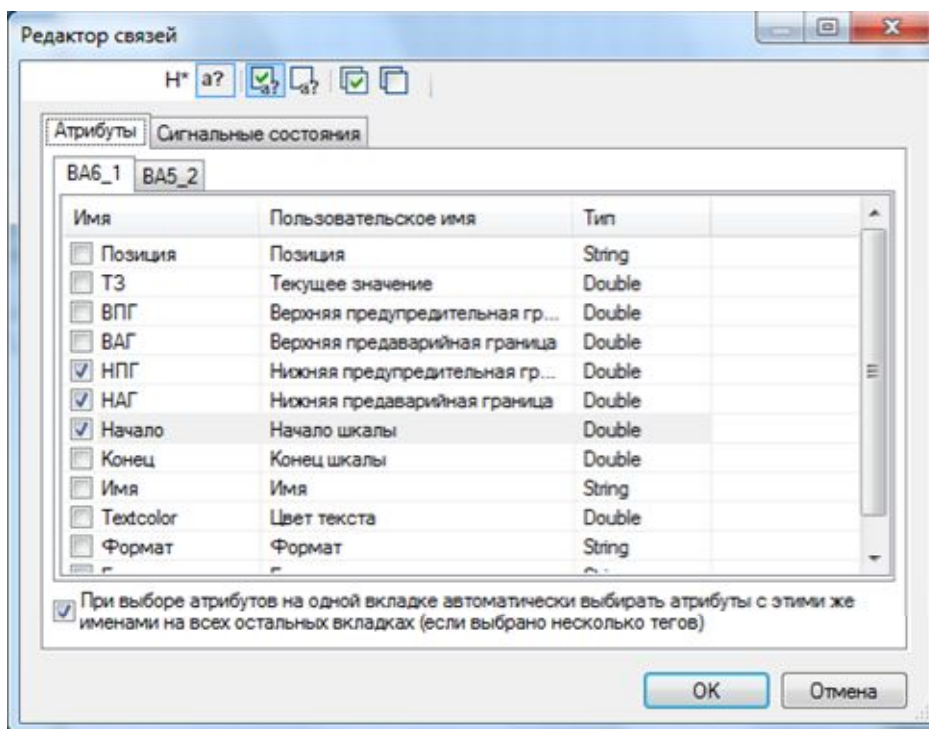 Редактор связей
H* a? a? a?
Атрибуты Сигнальные состояния
BA6_1 BA5_2
Имя Пользовательское имя Тип
Позиция Позиция String
ТЗ Текущее значение Double
ВПГ Верхняя предупредительная гр... Double
ВАГ Верхняя предаварийная граница Double
НПГ Нижняя предупредительная гр... Double
НАГ Нижняя предаварийная граница Double
Начало Начало шкалы Double
Конец Конец шкалы Double
Имя Имя String
Textcolor Цвет текста Double
Формат Формат String
При выборе атрибутов на одной вкладке автоматически выбирать атрибуты с этими же
именами на всех остальных вкладках (если выбрано несколько тегов)
OK Отмена